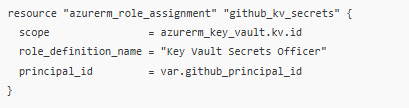 resource "azurerm_role_assignment" "github_kv_secrets" {
  scope                = azurerm_key_vault.kv.id
  role_definition_name = "Key Vault Secrets Officer"
  principal_id         = var.github_principal_id
}